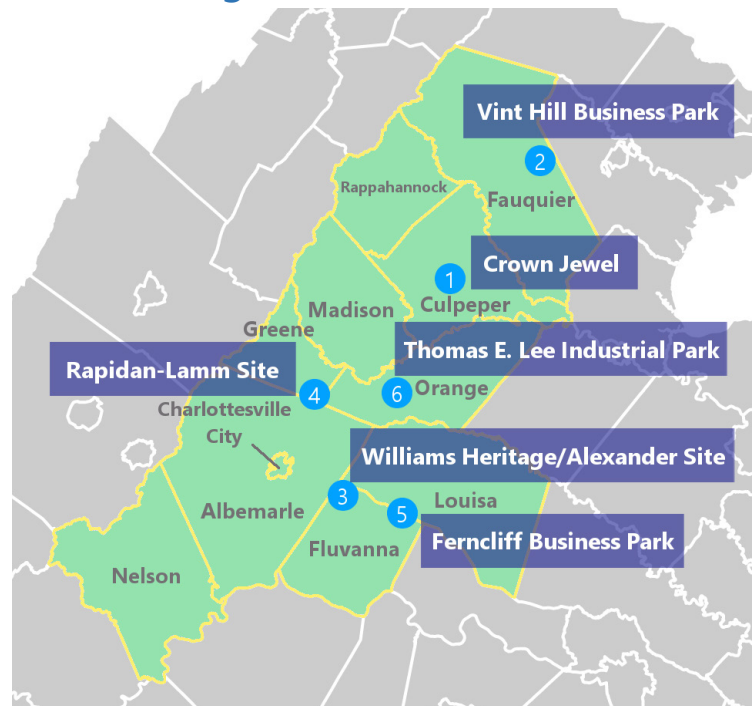 Vint Hill Business Park
2
Rappahannock
Fauquier
Crown Jewel
1
Culpeper
Madison
Greene
Thomas E. Lee Industrial Park
Rapidan-Lamm Site
4
6
Orange
Charlottesville
City
Williams Heritage/Alexander Site
3
Louisa
5
Albemarle
Ferncliff Business Park
Fluvanna
Nelson